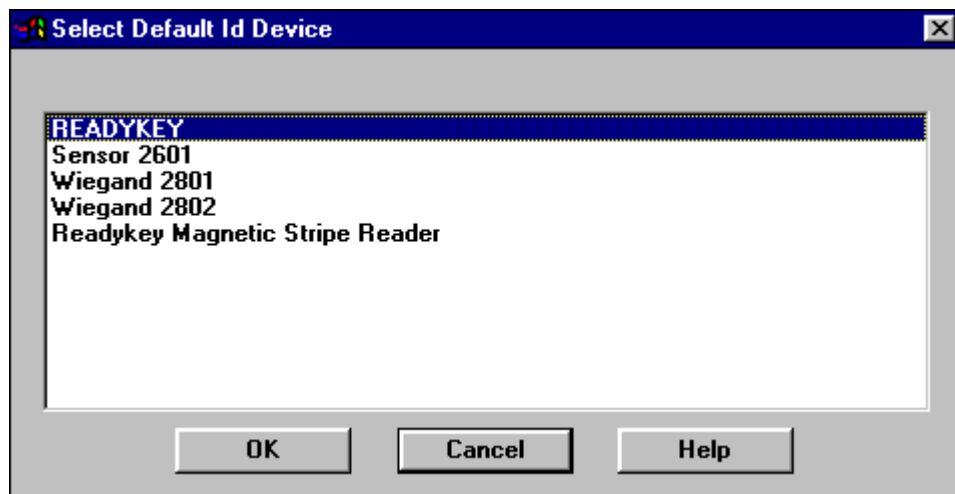 Select Default Id Device
READYKEY
Sensor 2601
Wiegand 2801
Wiegand 2802
Readykey Magnetic Stripe Reader
OK Cancel Help